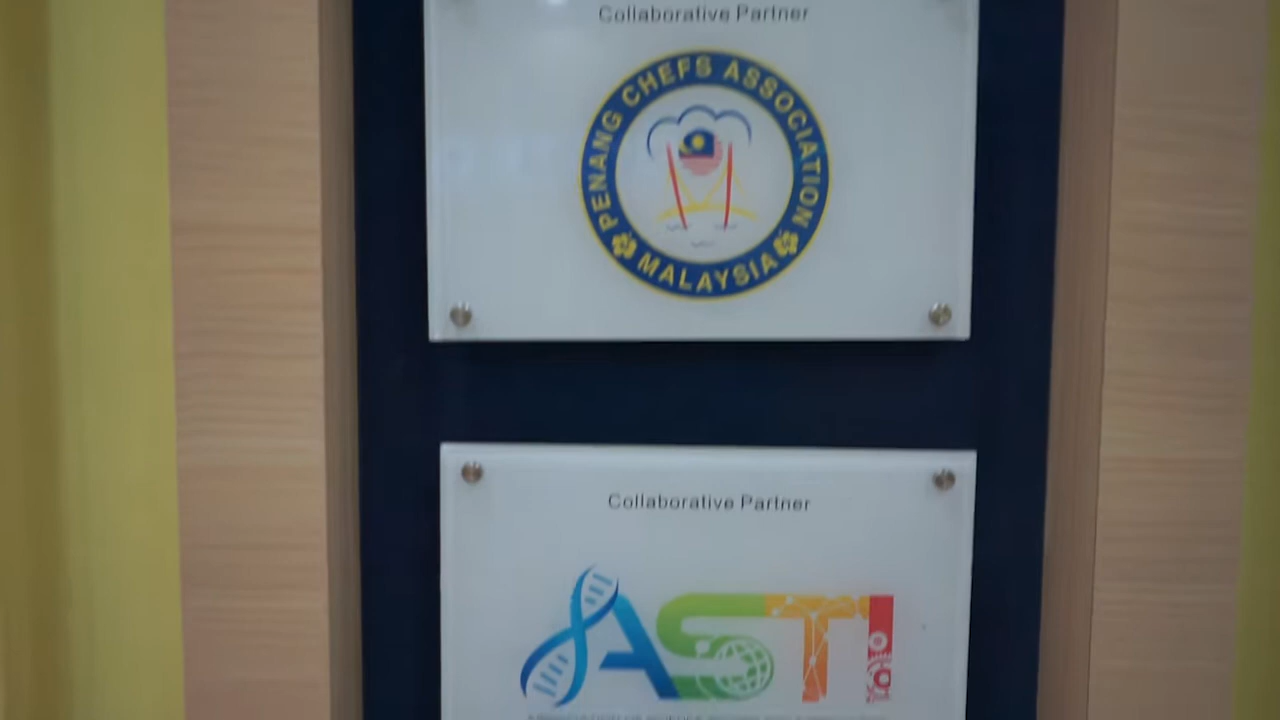 Collaborative Partner
PENANG CHEFS ASSOCIATION
MALAYSIA
Collaborative Partner
ASTI